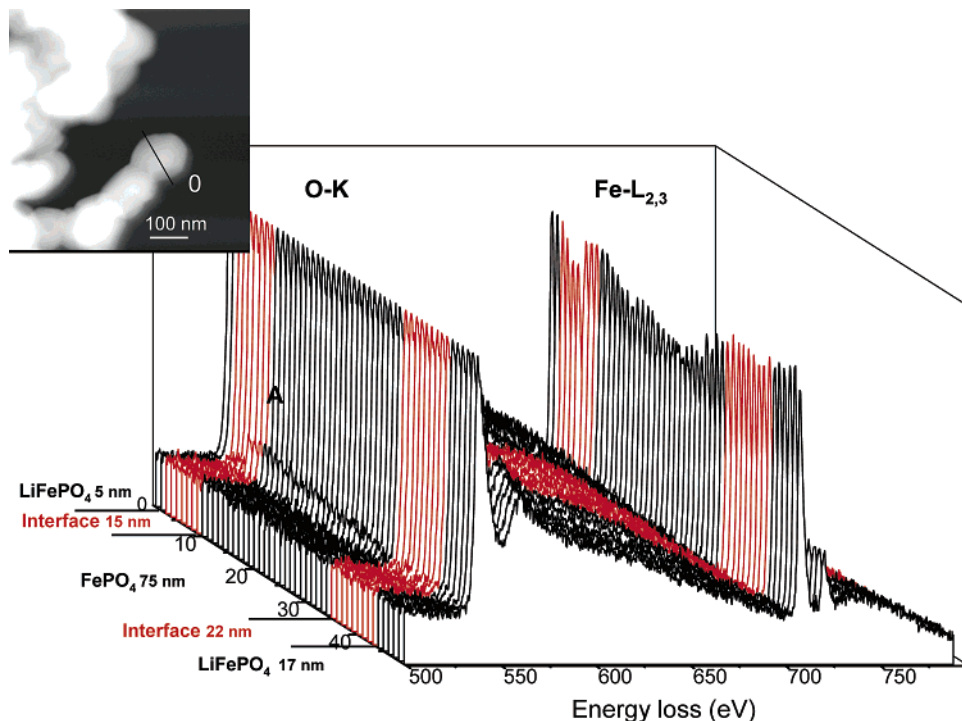 0
100 nm
O-K
Fe-L2,3
A
LiFePO4 5 nm
0
Interface 15 nm
10
FePO4 75 nm
20
30
Interface 22 nm
40
LiFePO4 17 nm
500 550 600 650 700 750
Energy loss (eV)